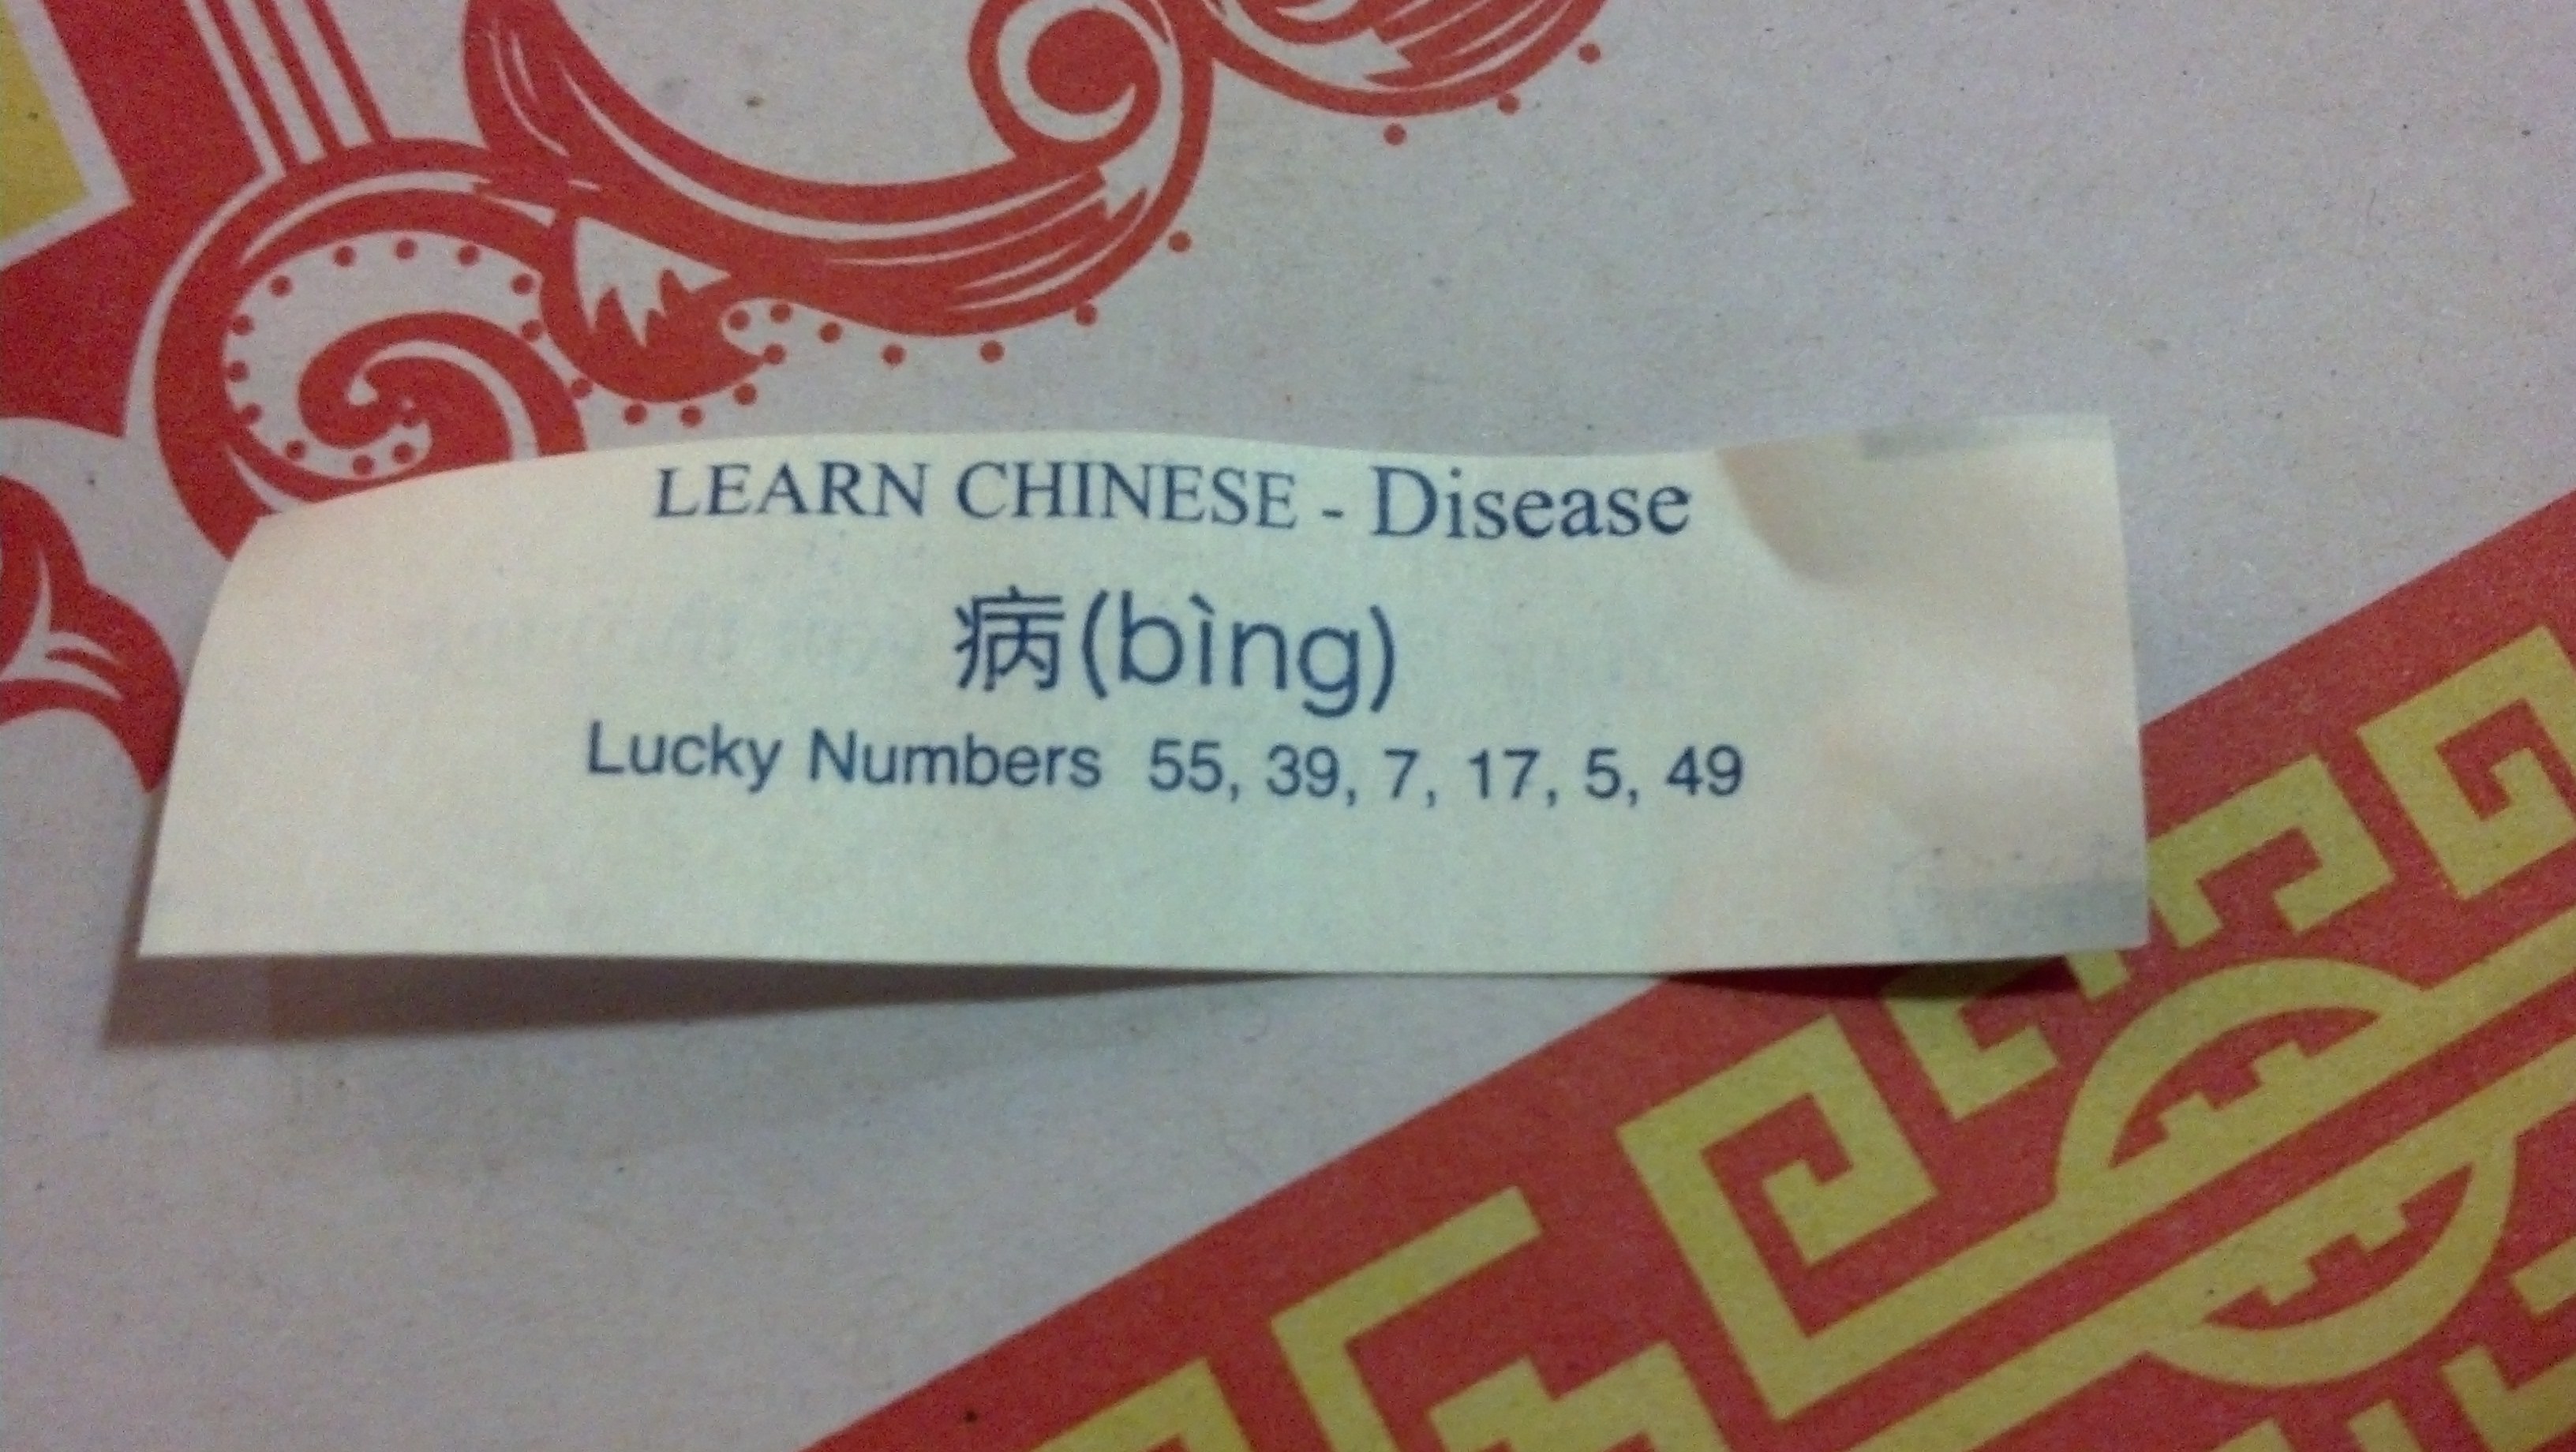 LEARN CHINESE - Disease
病(bìng)
Lucky Numbers 55, 39, 7, 17, 5, 49